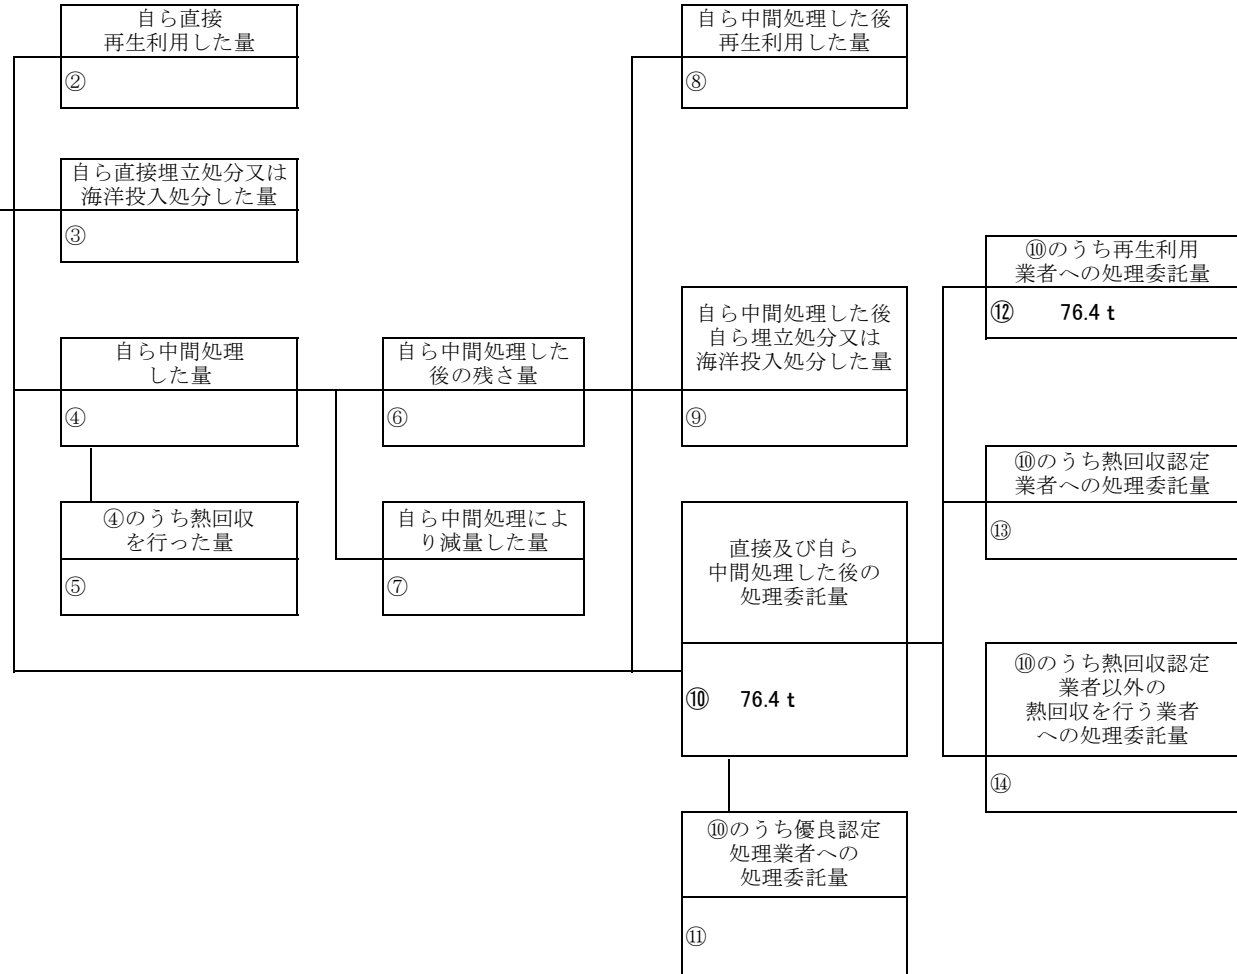 自ら直接
再生利用した量
②
自ら中間処理した後
再生利用した量
⑧
自ら直接埋立処分又は
海洋投入処分した量
③
⑩のうち再生利用
業者への処理委託量
⑫ 76.4 t
自ら中間処理
した量
④
自ら中間処理した
後の残さ量
⑥
自ら中間処理した後
自ら埋立処分又は
海洋投入処分した量
⑨
⑩のうち熱回収認定
業者への処理委託量
⑬
④のうち熱回収
を行った量
⑤
自ら中間処理によ
り減量した量
⑦
直接及び自ら
中間処理した後の
処理委託量
⑩ 76.4 t
⑩のうち熱回収認定
業者以外の
熱回収を行う業者
への処理委託量
⑭
⑩のうち優良認定
処理業者への
処理委託量
⑪